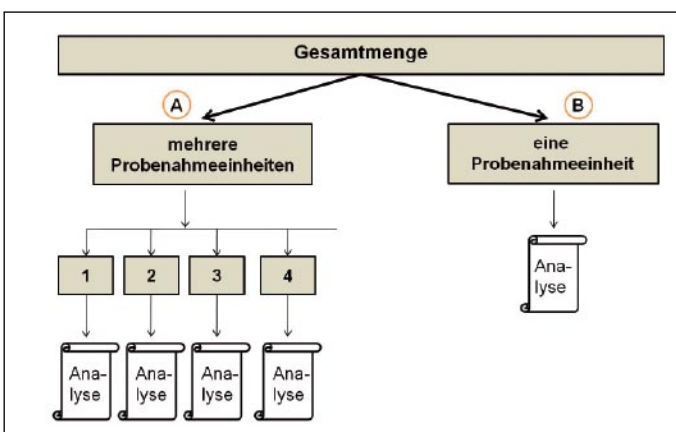 Gesamtmenge
A
B
mehrere
Probenahmeeinheiten
eine
Probenahmeeinheit
1
2
3
4
Ana-
lyse
Ana-
lyse
Ana-
lyse
Ana-
lyse
Ana-
lyse